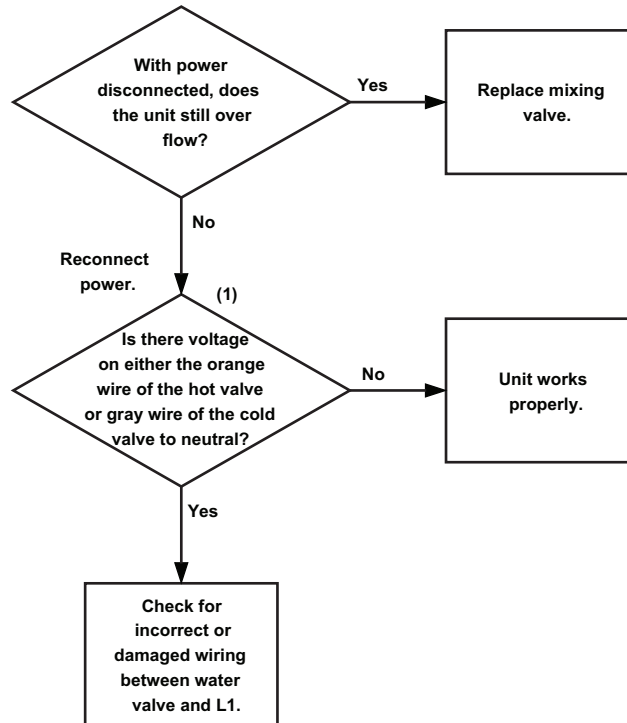 With power
disconnected, does
the unit still over
flow?
Yes
Replace mixing
valve.
No
Reconnect
power.
(1)
Is there voltage
on either the orange
wire of the hot valve
or gray wire of the cold
valve to neutral?
No
Unit works
properly.
Yes
Check for
incorrect or
damaged wiring
between water
valve and L1.